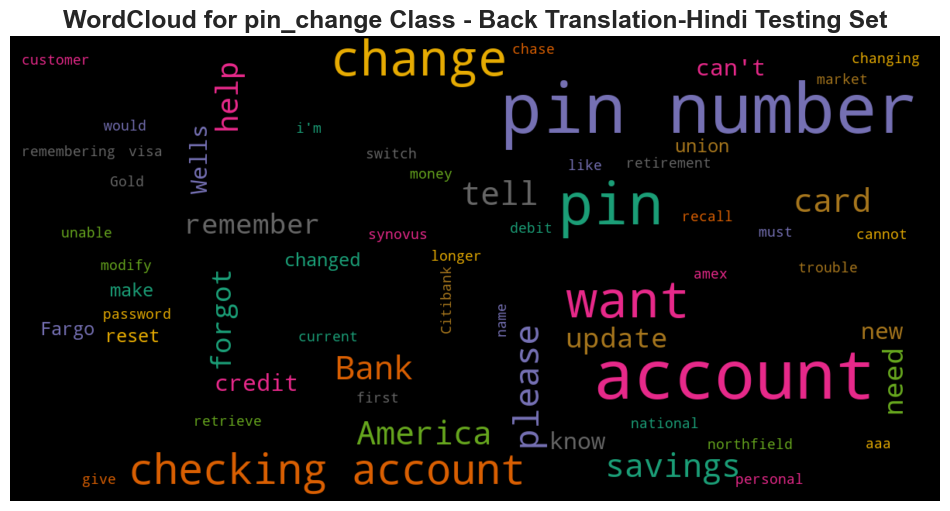 WordCloud for pin_change Class - Back Translation-Hindi Testing Set
change
chase
customer
can't
changing
market
help
pin number
would
i'm
Wells
union
remembering
visa
switch
like
retirement
money
Gold
tell
pin
card
remember
recall
debit
must
unable
synovus
cannot
changed
longer
modify
Citibank
amex
trouble
make
forgot
want
password
name
Fargo
reset
current
please
update
new
account
need
Bank
credit
first
retrieve
America
know
national
northfield
aaa
checking account
savings
give
personal